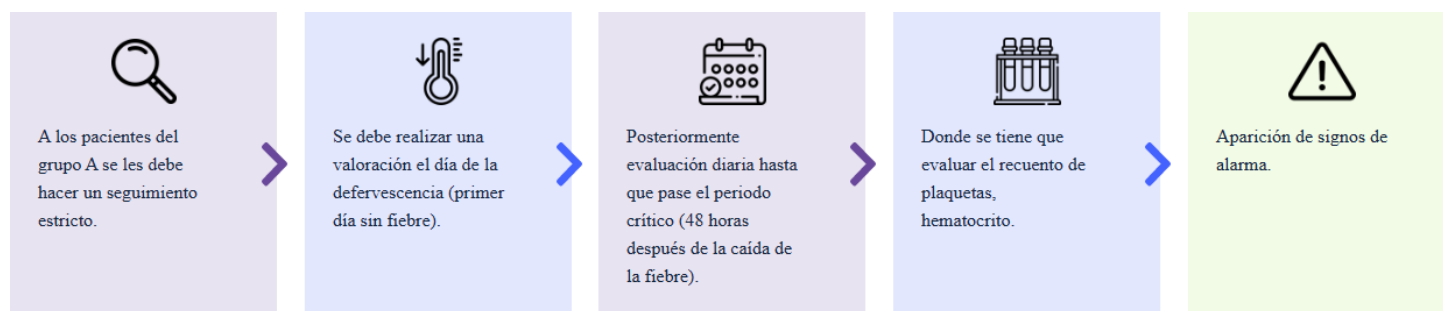 A los pacientes del
grupo A se les debe
hacer un seguimiento
estricto.
Se debe realizar una
valoración el día de la
defervescencia (primer
día sin fiebre).
Posteriormente
evaluación diaria hasta
que pase el periodo
crítico (48 horas
después de la caída de
la fiebre).
Donde se tiene que
evaluar el recuento de
plaquetas,
hematocrito.
Aparición de signos de
alarma.